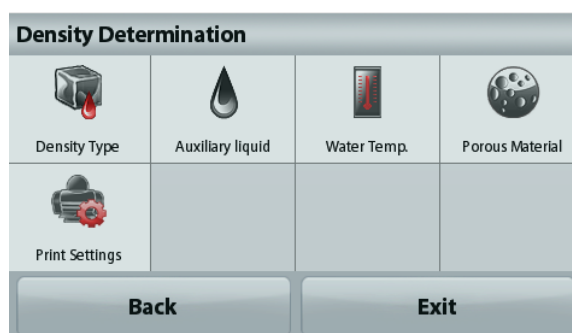 Density Determination
Density Type
Auxiliary liquid
Water Temp.
Porous Material
Print Settings
Back
Exit